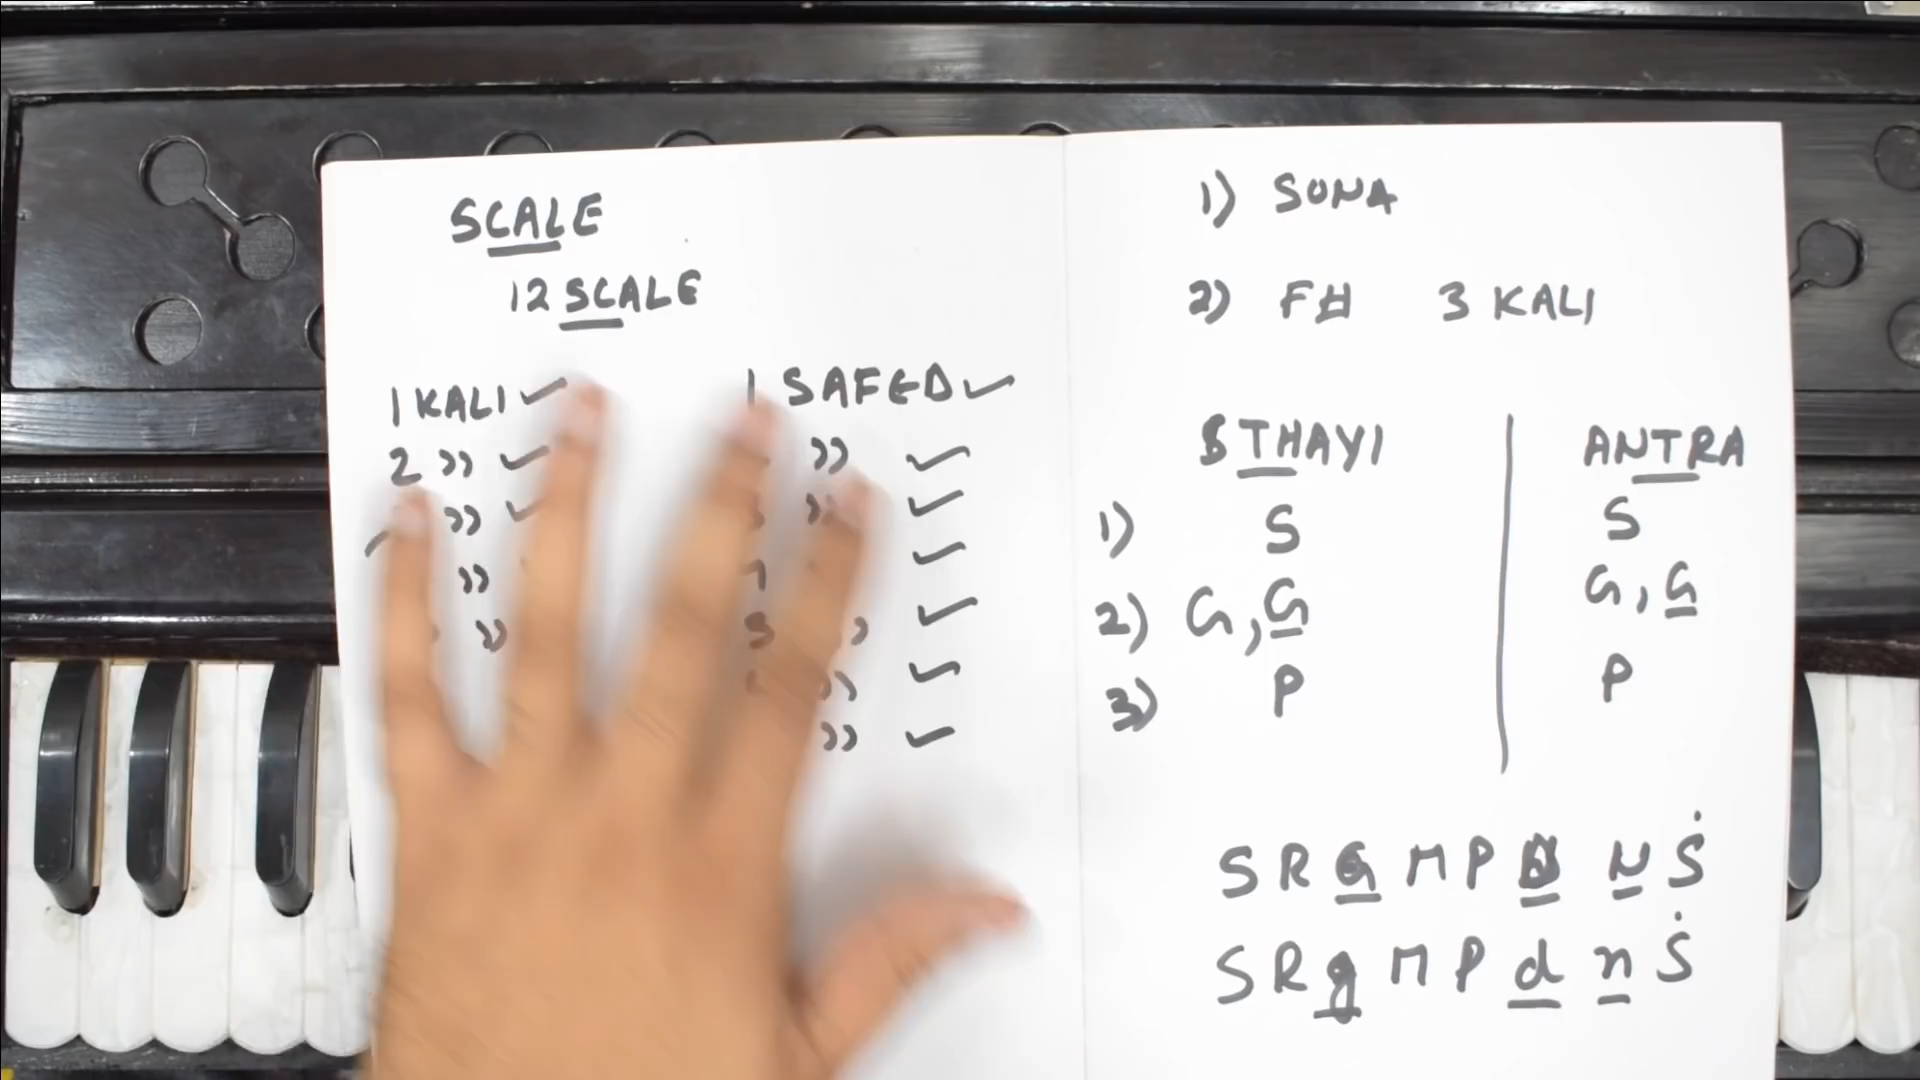 SCALE
12 SCALE
1 KALI ✓
2 )) ✓
)) ✓
))
))
1 SAFED ✓
)) ✓
)) ✓
✓
✓
)) ✓
)) ✓
1) SONA
2) F# 3 KALI
STHAYI ANTRA
1) S S
2) G, G G, G
3) P P
S R G M P D N Ṡ
S R g M P d n Ṡ